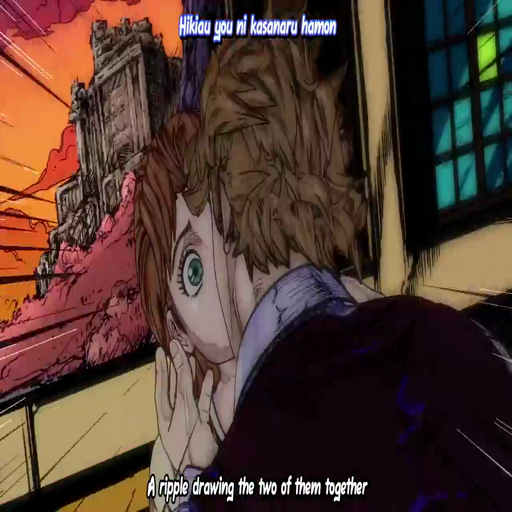 Hikiau you ni kasanaru hamon
A ripple drawing the two of them together